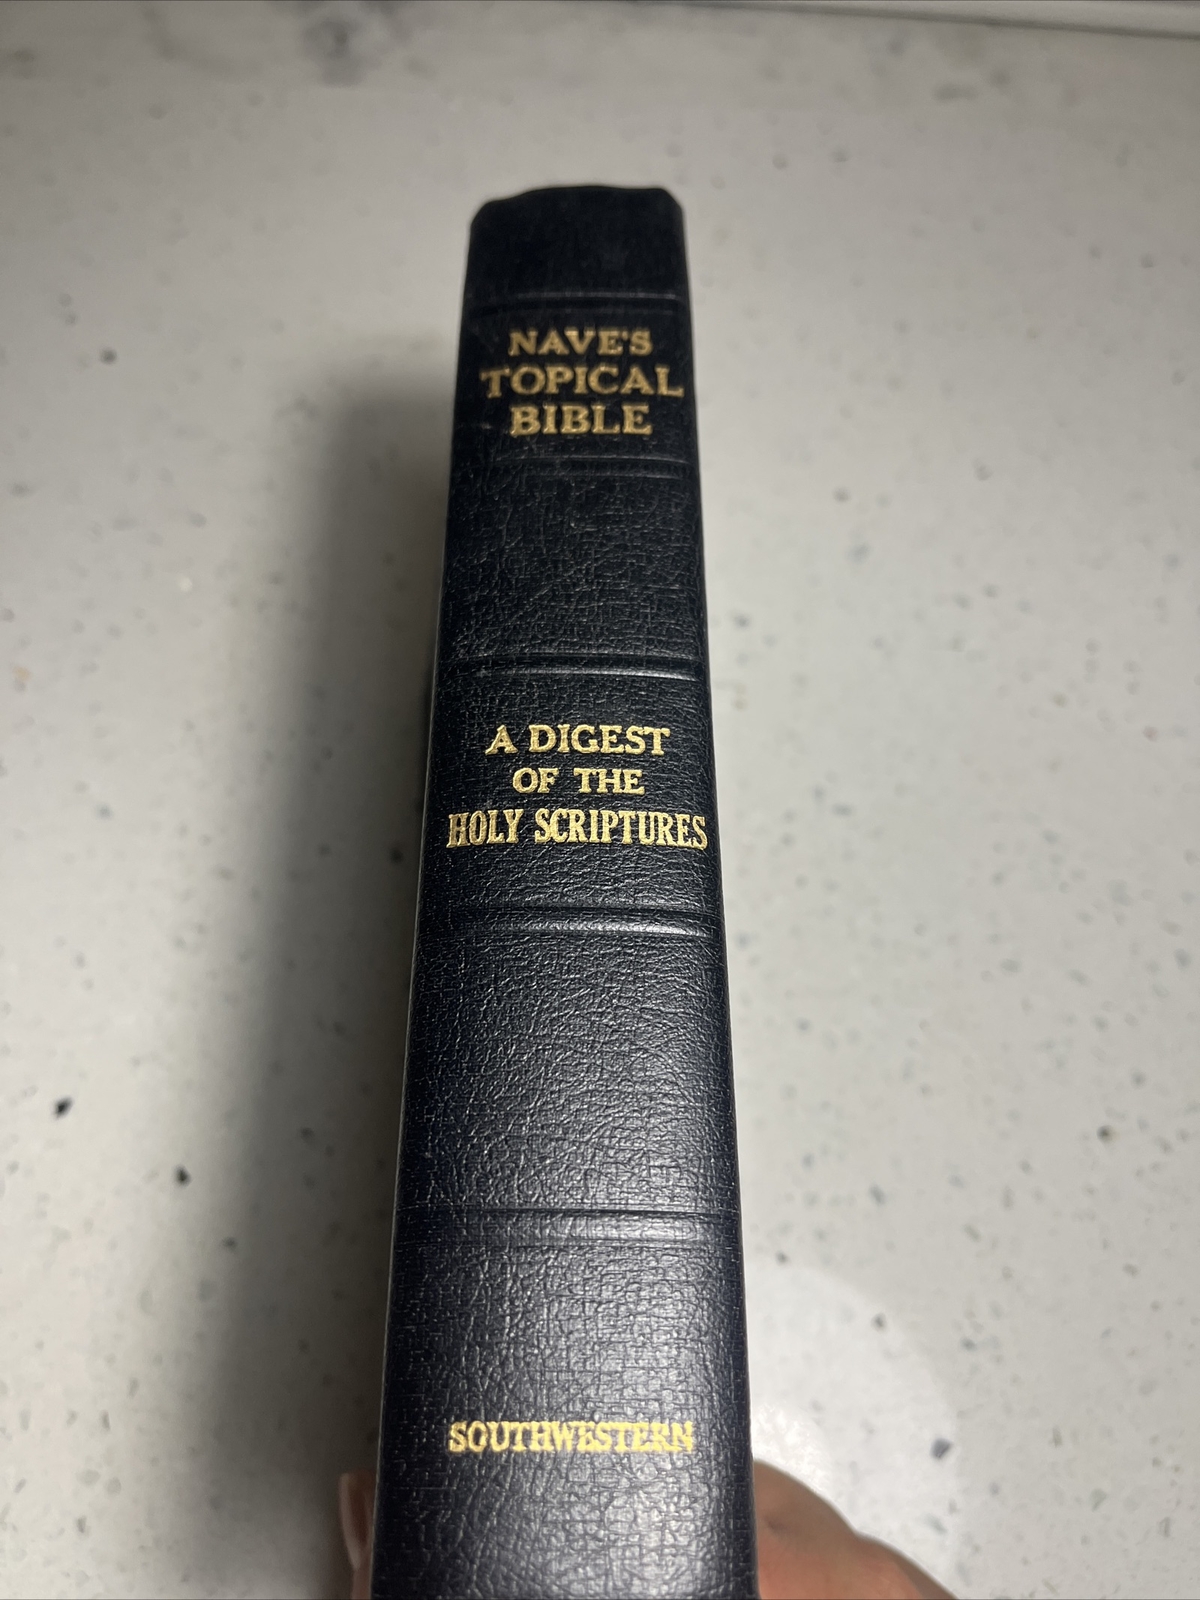 NAVE'S
TOPICAL
BIBLE
A DIGEST
OF THE
HOLY SCRIPTURES
SOUTHWESTERN